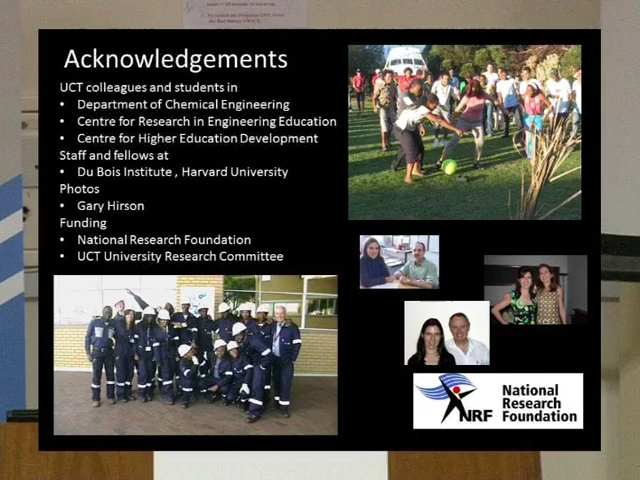 Acknowledgements
UCT colleagues and students in
• Department of Chemical Engineering
• Centre for Research in Engineering Education
• Centre for Higher Education Development
Staff and fellows at
• Du Bois Institute , Harvard University
Photos
• Gary Hirson
Funding
• National Research Foundation
• UCT University Research Committee
NRF
National
Research
Foundation